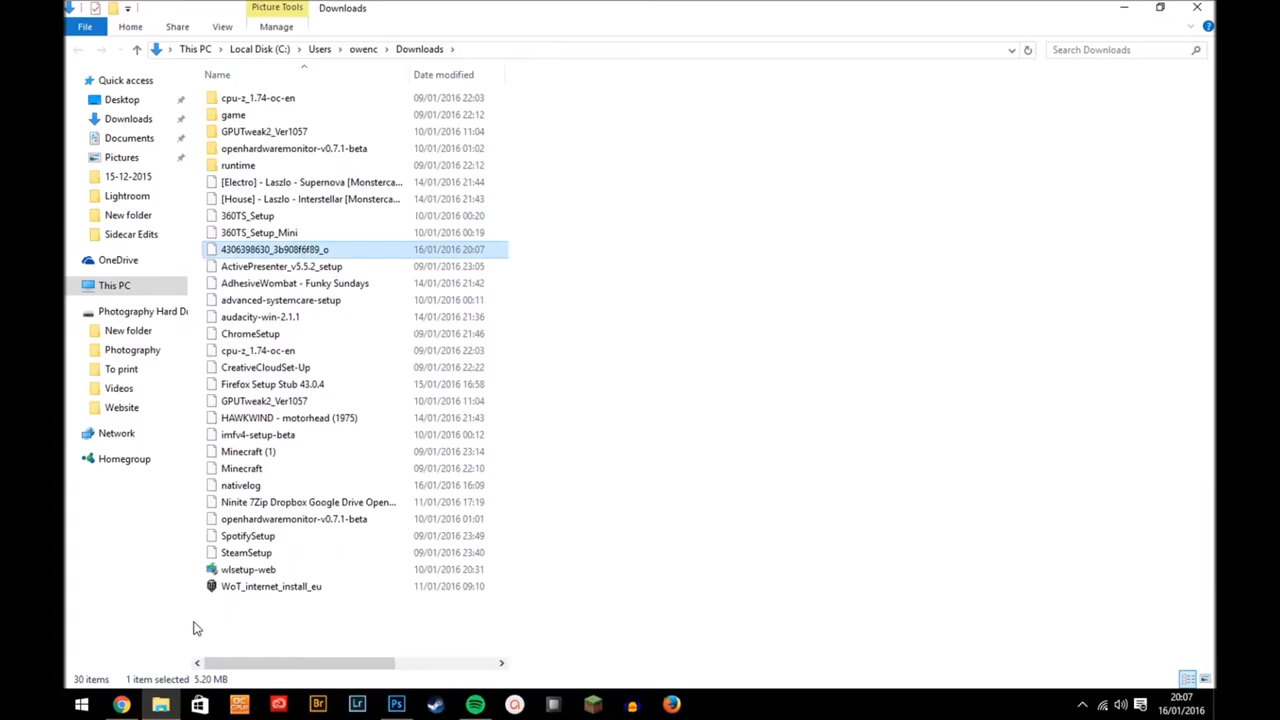 Picture Tools
Downloads
File
Home
Share
View
Manage
This PC
Local Disk (C:)
Users
owenc
Downloads
Search Downloads
Name
Date modified
Quick access
Desktop
Downloads
Documents
Pictures
15-12-2015
Lightroom
New folder
Sidecar Edits
OneDrive
This PC
Photography Hard Dr
New folder
Photography
To print
Videos
Website
Network
Homegroup
cpu-z_1.74-oc-en 09/01/2016 22:03
game 09/01/2016 22:12
GPUTweak2_Ver1057 10/01/2016 11:04
openhardwaremonitor-v0.7.1-beta 10/01/2016 01:02
runtime 09/01/2016 22:12
[Electro] - Laszlo - Supernova [Monsterca... 14/01/2016 21:44
[House] - Laszlo - Interstellar [Monsterca... 14/01/2016 21:43
360TS_Setup 10/01/2016 00:20
360TS_Setup_Mini 10/01/2016 00:19
4306398630_3b908f6f89_o 16/01/2016 20:07
ActivePresenter_v5.5.2_setup 09/01/2016 23:05
AdhesiveWombat - Funky Sundays 14/01/2016 21:42
advanced-systemcare-setup 10/01/2016 00:11
audacity-win-2.1.1 14/01/2016 21:36
ChromeSetup 09/01/2016 21:46
cpu-z_1.74-oc-en 09/01/2016 22:03
CreativeCloudSet-Up 09/01/2016 22:22
Firefox Setup Stub 43.0.4 15/01/2016 16:58
GPUTweak2_Ver1057 10/01/2016 11:04
HAWKWIND - motorhead (1975) 14/01/2016 21:43
imfv4-setup-beta 10/01/2016 00:12
Minecraft (1) 09/01/2016 23:14
Minecraft 09/01/2016 22:10
nativelog 16/01/2016 16:09
Ninite 7Zip Dropbox Google Drive Open... 11/01/2016 17:19
openhardwaremonitor-v0.7.1-beta 10/01/2016 01:01
SpotifySetup 09/01/2016 23:49
SteamSetup 09/01/2016 23:40
wlsetup-web 10/01/2016 20:31
WoT_internet_install_eu 11/01/2016 09:10
30 items 1 item selected 5.20 MB
Br
Lr
Ps
20:07
16/01/2016